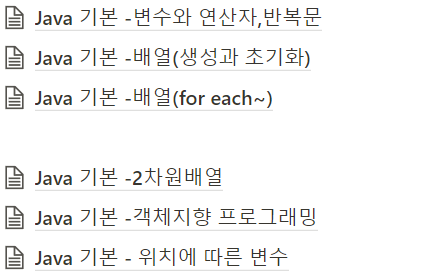 Java 기본 -변수와 연산자,반복문
Java 기본 -배열(생성과 초기화)
Java 기본 -배열(for each~)
Java 기본 -2차원배열
Java 기본 -객체지향 프로그래밍
Java 기본 - 위치에 따른 변수